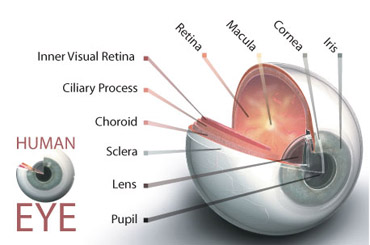 Retina
Macula
Cornea
Iris
Inner Visual Retina
Ciliary Process
Choroid
Sclera
Lens
Pupil
HUMAN
EYE